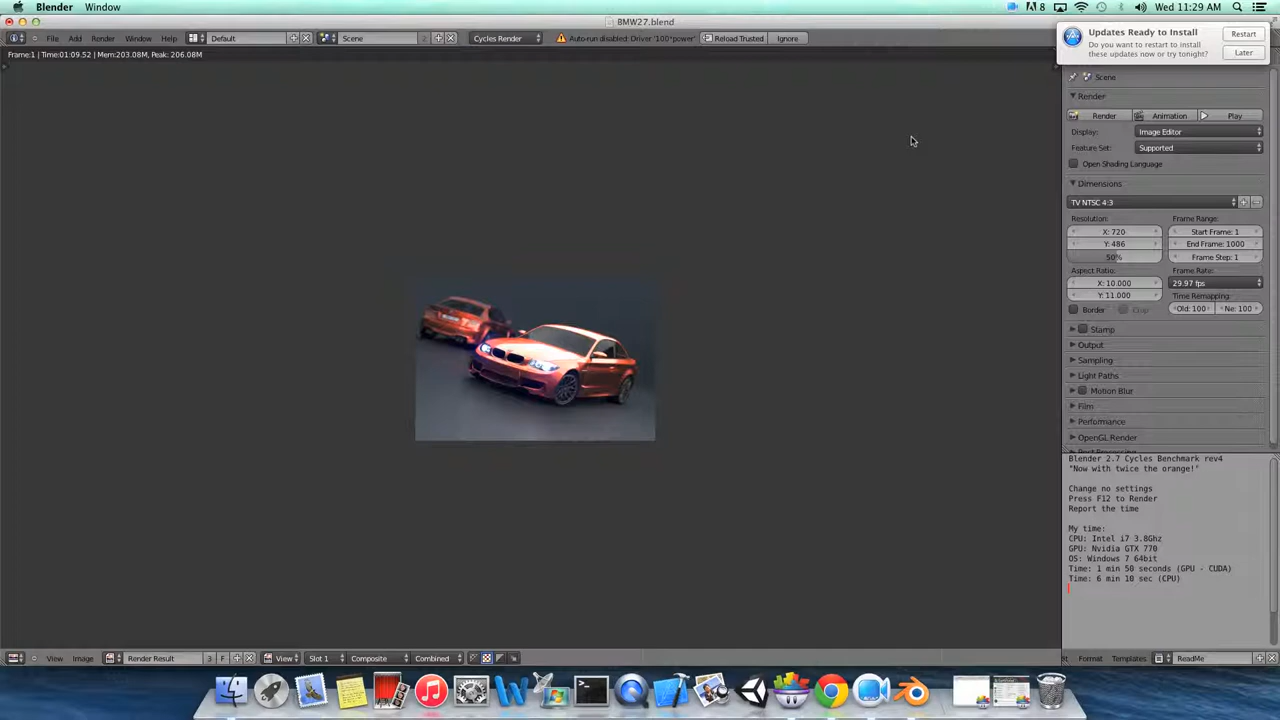 Blender Window
8 Wed 11:29 AM
BMW27.blend
File Add Render Window Help Default Scene 2 Cycles Render Auto-run disabled: Driver '100*power' Reload Trusted Ignore
Frame:1 | Time:01:09.52 | Mem:203.08M, Peak: 206.08M
Updates Ready to Install
Do you want to restart to install
these updates now or try tonight?
Restart
Later
Scene
Render
Render Animation Play
Display: Image Editor
Feature Set: Supported
Open Shading Language
Dimensions
TV NTSC 4:3
Resolution: Frame Range:
X: 720 Start Frame: 1
Y: 486 End Frame: 1000
50% Frame Step: 1
Aspect Ratio: Frame Rate:
X: 10.000 29.97 fps
Y: 11.000 Time Remapping:
Border Crop Old: 100 Ne: 100
Stamp
Output
Sampling
Light Paths
Motion Blur
Film
Performance
OpenGL Render
Blender 2.7 Cycles Benchmark rev4
"Now with twice the orange!"
Change no settings
Press F12 to Render
Report the time
My time:
CPU: Intel i7 3.8Ghz
GPU: Nvidia GTX 770
OS: Windows 7 64bit
Time: 1 min 50 seconds (GPU - CUDA)
Time: 6 min 10 sec (CPU)
View Image Render Result 3 F View Slot 1 Composite Combined
Format Templates ReadMe